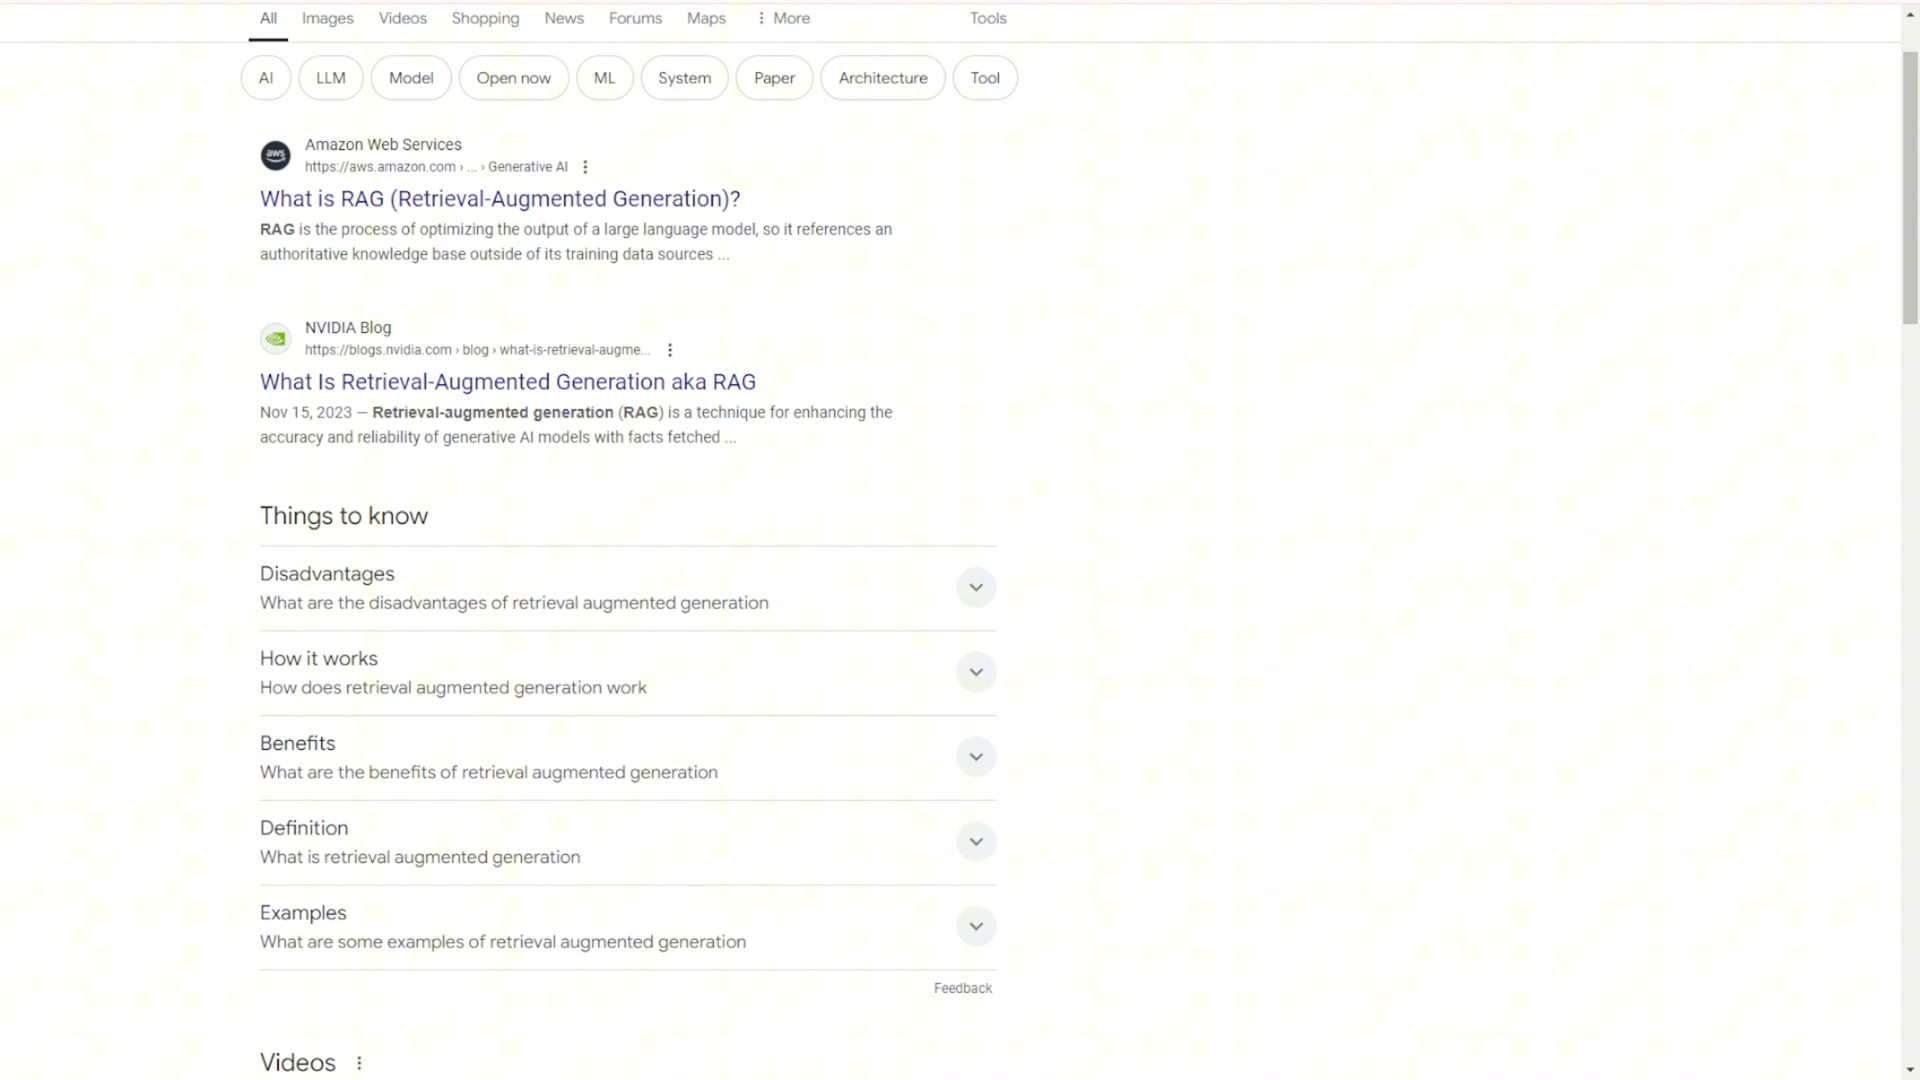 All Images Videos Shopping News Forums Maps More Tools
AI LLM Model Open now ML System Paper Architecture Tool
aws
Amazon Web Services
https://aws.amazon.com › ... › Generative AI
What is RAG (Retrieval-Augmented Generation)?
RAG is the process of optimizing the output of a large language model, so it references an
authoritative knowledge base outside of its training data sources ...
NVIDIA Blog
https://blogs.nvidia.com › blog › what-is-retrieval-augme...
What Is Retrieval-Augmented Generation aka RAG
Nov 15, 2023 — Retrieval-augmented generation (RAG) is a technique for enhancing the
accuracy and reliability of generative AI models with facts fetched ...
Things to know
Disadvantages
What are the disadvantages of retrieval augmented generation
How it works
How does retrieval augmented generation work
Benefits
What are the benefits of retrieval augmented generation
Definition
What is retrieval augmented generation
Examples
What are some examples of retrieval augmented generation
Feedback
Videos